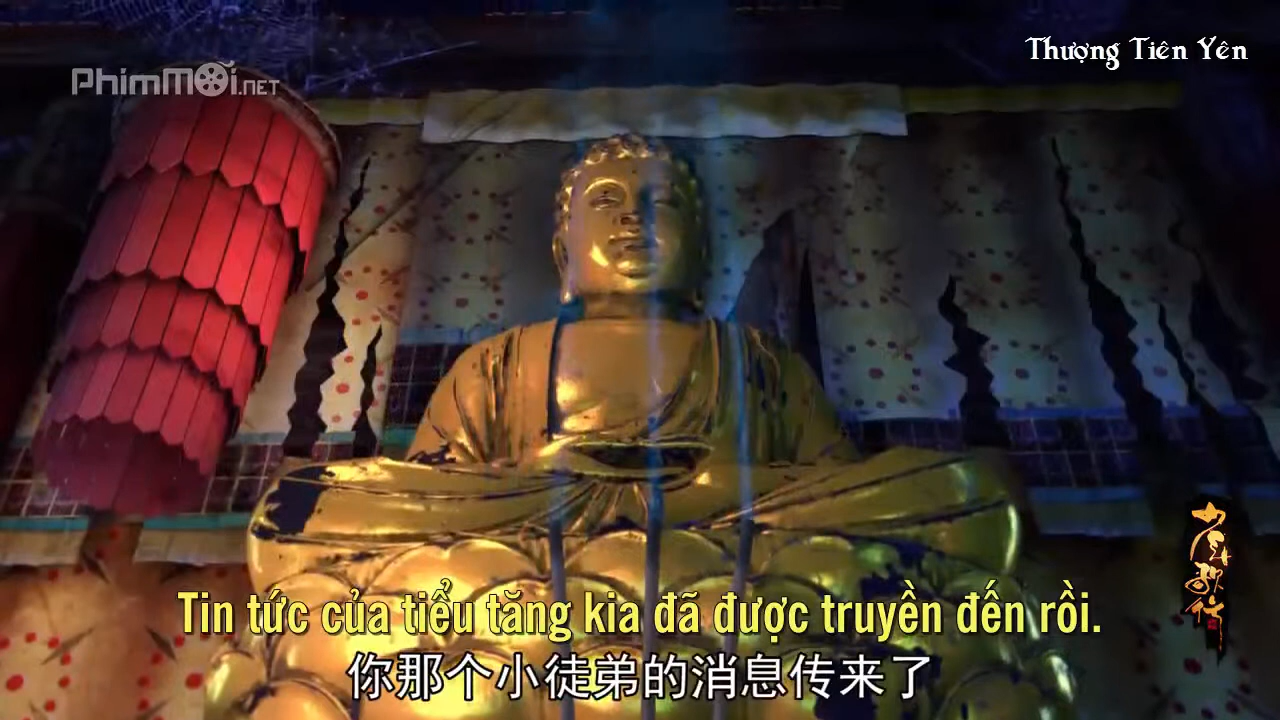 Thượng Tiên Yên
PhimMỡi.NET
Tin tức của tiểu tăng kia đã được truyền đến rồi.
你那个小徒弟的消息传来了